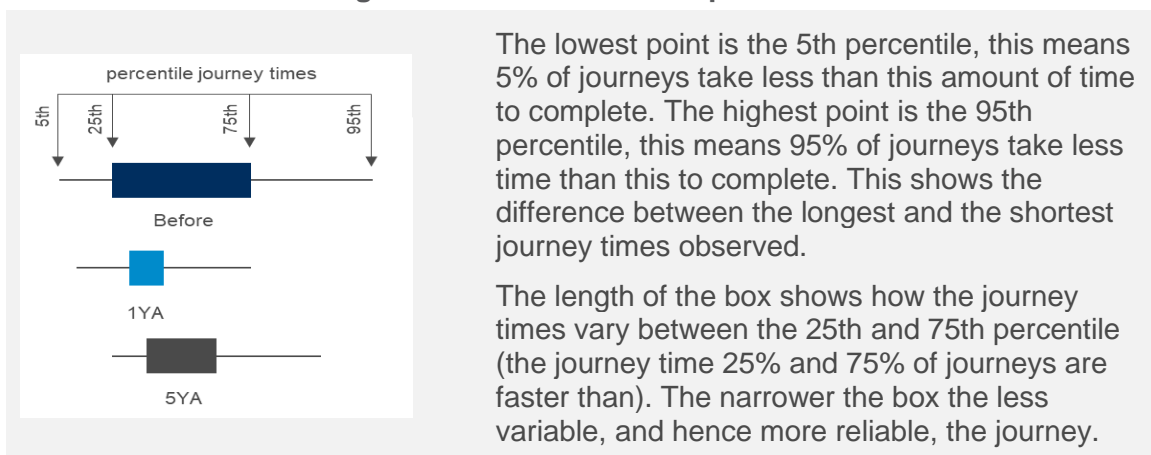 percentile journey times
5th
25th
75th
95th
Before
1YA
5YA
The lowest point is the 5th percentile, this means
5% of journeys take less than this amount of time
to complete. The highest point is the 95th
percentile, this means 95% of journeys take less
time than this to complete. This shows the
difference between the longest and the shortest
journey times observed.
The length of the box shows how the journey
times vary between the 25th and 75th percentile
(the journey time 25% and 75% of journeys are
faster than). The narrower the box the less
variable, and hence more reliable, the journey.